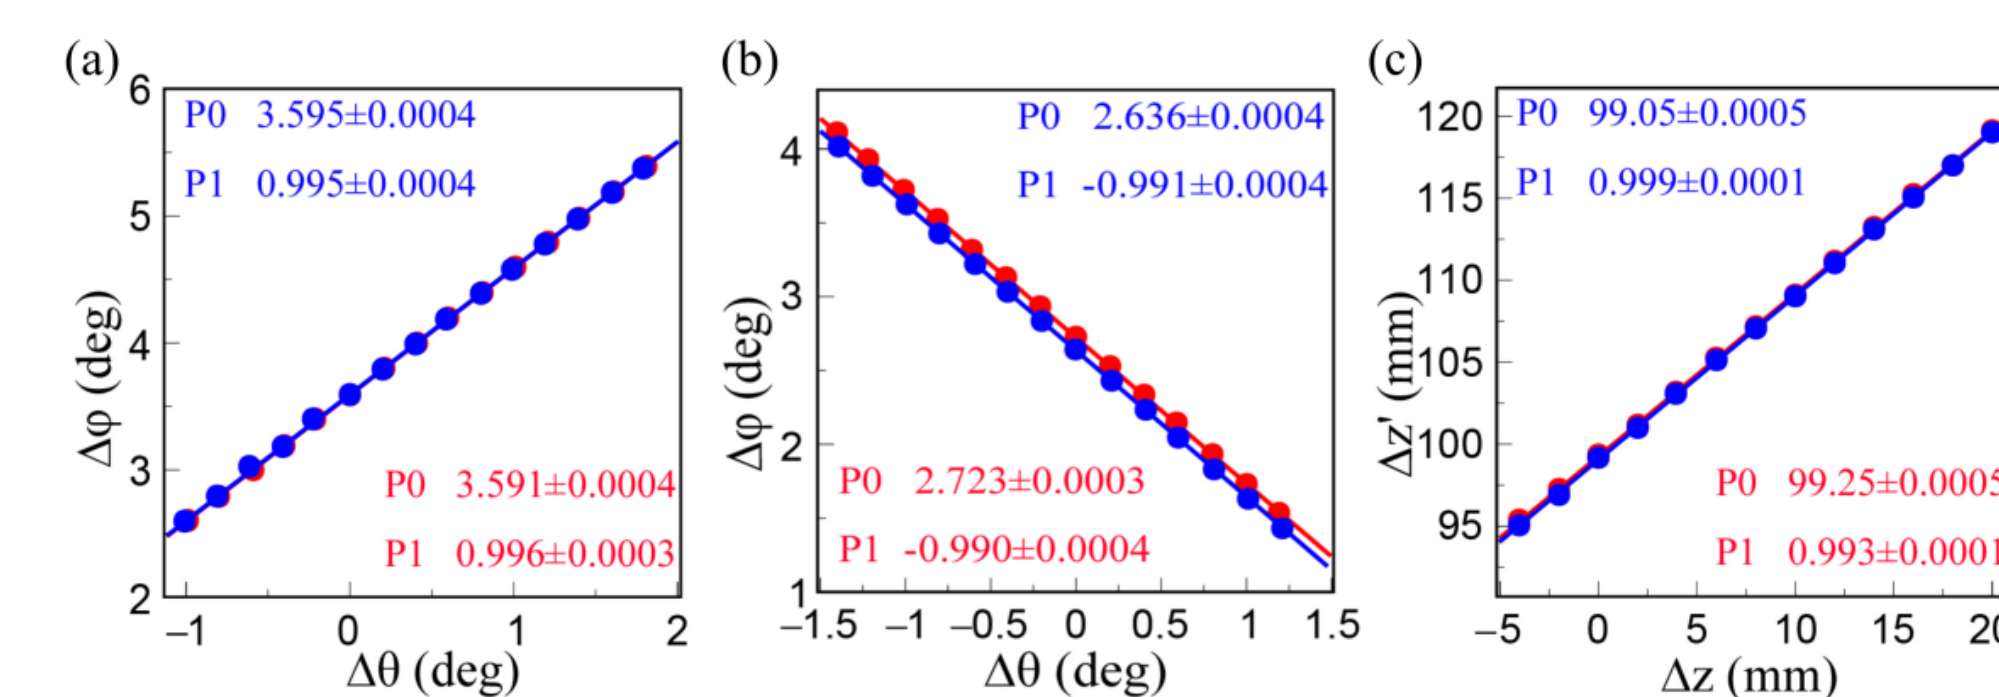 (a)
6
P0 3.595±0.0004
P1 0.995±0.0004
5
4
3
2
Δφ (deg)
P0 3.591±0.0004
P1 0.996±0.0003
−1 0 1 2
Δθ (deg)
(b)
P0 2.636±0.0004
P1 -0.991±0.0004
4
3
2
1
Δφ (deg)
P0 2.723±0.0003
P1 -0.990±0.0004
−1.5 −1 −0.5 0 0.5 1 1.5
Δθ (deg)
(c)
120
P0 99.05±0.0005
P1 0.999±0.0001
115
110
105
100
95
Δz' (mm)
P0 99.25±0.0005
P1 0.993±0.0001
−5 0 5 10 15 20
Δz (mm)